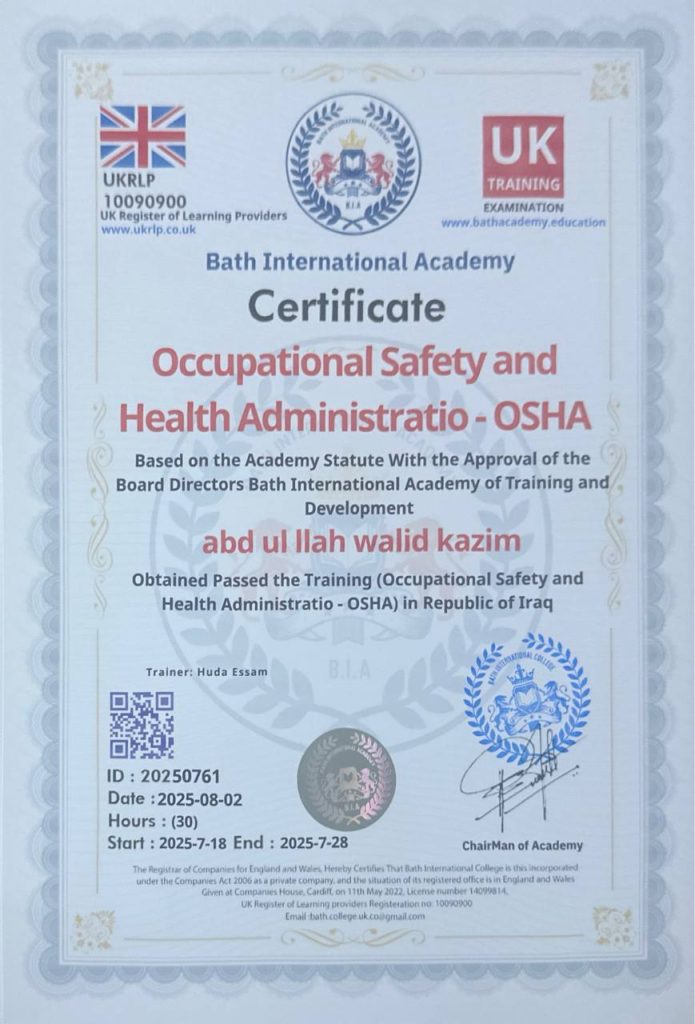 BATH INTERNATIONAL ACADEMY
B.I.A
UKRLP
10090900
UK Register of Learning Providers
www.ukrlp.co.uk
UK
TRAINING
EXAMINATION
www.bathacademy.education
Bath International Academy
Certificate
Occupational Safety and
Health Administratio - OSHA
Based on the Academy Statute With the Approval of the
Board Directors Bath International Academy of Training and
Development
abd ul llah walid kazim
Obtained Passed the Training (Occupational Safety and
Health Administratio - OSHA) in Republic of Iraq
B.I.A
Trainer: Huda Essam
BATH INTERNATIONAL COLLEGE
ID : 20250761
Date : 2025-08-02
Hours : (30)
Start : 2025-7-18 End : 2025-7-28
B.I.A
ChairMan of Academy
The Registrar of Companies for England and Wales, Hereby Certifies That Bath International College is this incorporated
under the Companies Act 2006 as a private company, and the situation of its registered office is in England and Wales
Given at Companies House, Cardiff, on 11th May 2022, License number 14099814,
UK Register of Learning providers Registeration no: 10090900
Email :bath.college.uk.co@gmail.com